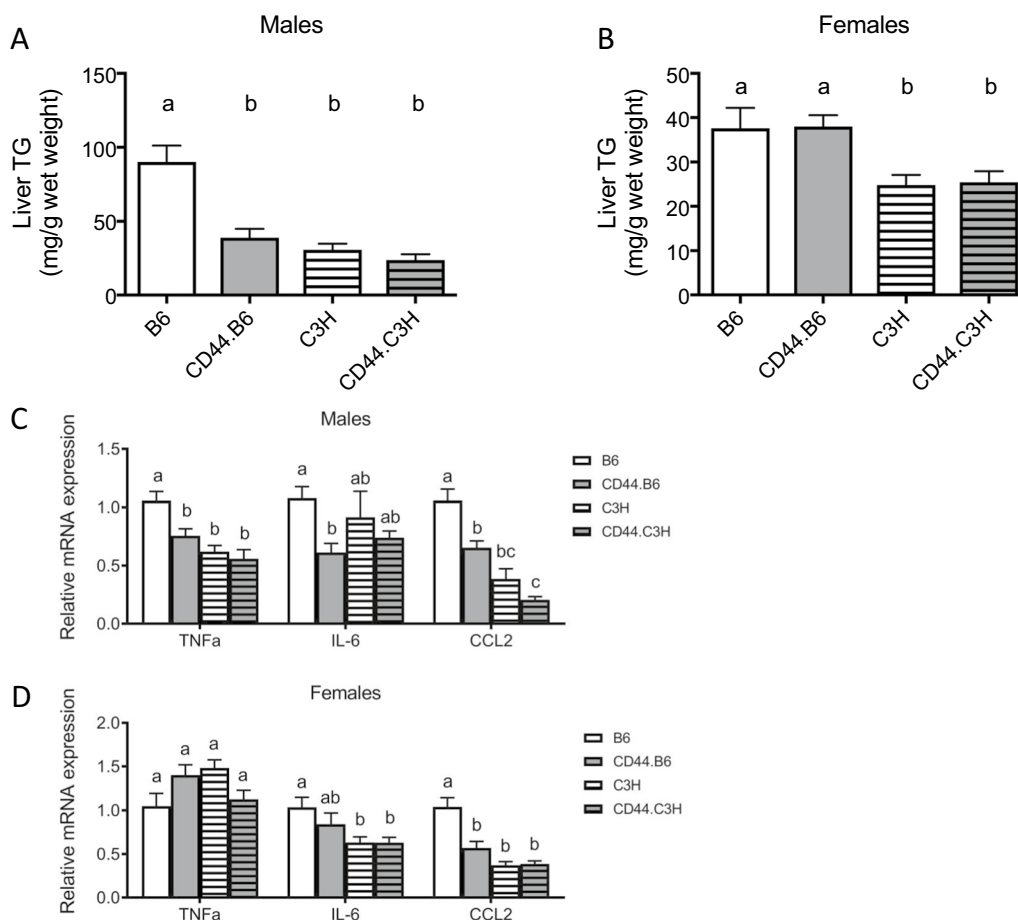 A
Males
Liver TG
(mg/g wet weight)
150
100
50
0
a
b
b
b
B6
CD44.B6
C3H
CD44.C3H
B
Females
Liver TG
(mg/g wet weight)
50
40
30
20
10
0
a
a
b
b
B6
CD44.B6
C3H
CD44.C3H
C
Males
Relative mRNA expression
1.5
1.0
0.5
0.0
a
b
b
b
a
b
ab
ab
a
b
bc
c
TNFa
IL-6
CCL2
B6
CD44.B6
C3H
CD44.C3H
D
Females
Relative mRNA expression
2.0
1.5
1.0
0.5
0.0
a
a
a
a
a
ab
b
b
a
b
b
b
TNFa
IL-6
CCL2
B6
CD44.B6
C3H
CD44.C3H